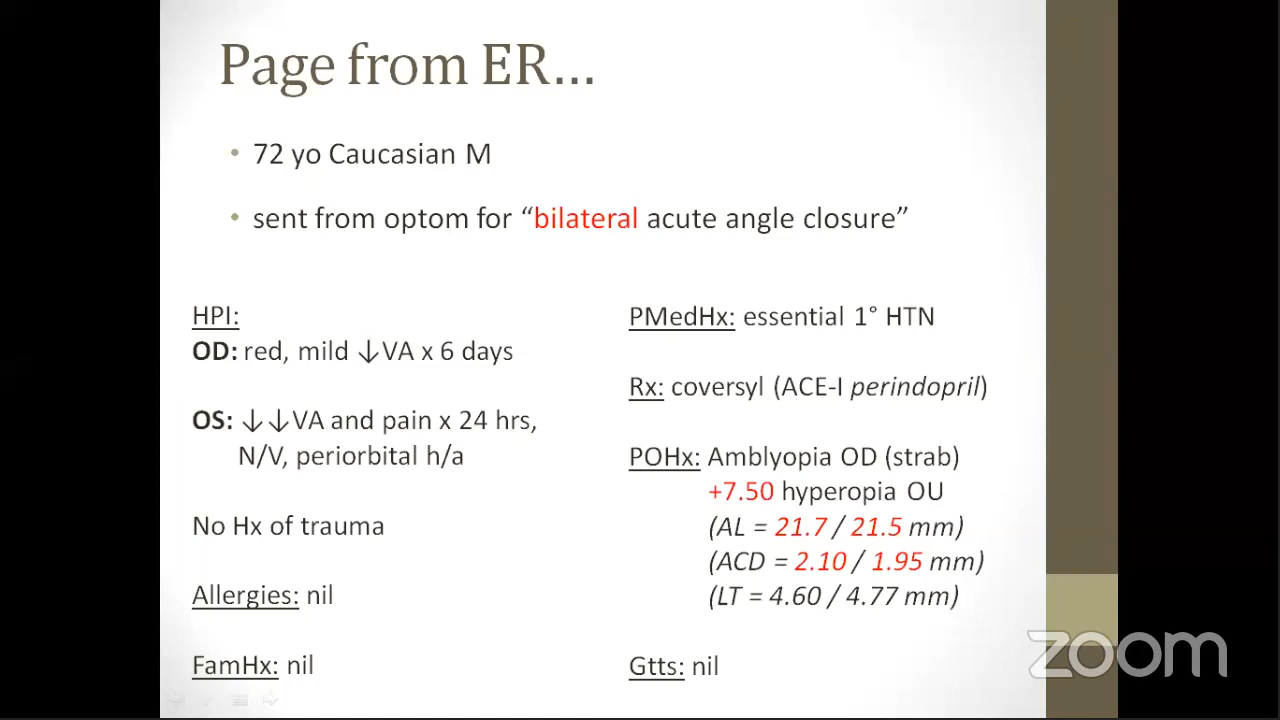 Page from ER...
• 72 yo Caucasian M
• sent from optom for “bilateral acute angle closure”
HPI:
OD: red, mild ↓VA x 6 days
OS: ↓↓VA and pain x 24 hrs,
N/V, periorbital h/a
No Hx of trauma
Allergies: nil
FamHx: nil
PMedHx: essential 1° HTN
Rx: coversyl (ACE-I perindopril)
POHx: Amblyopia OD (strab)
+7.50 hyperopia OU
(AL = 21.7 / 21.5 mm)
(ACD = 2.10 / 1.95 mm)
(LT = 4.60 / 4.77 mm)
Gtts: nil
zoom